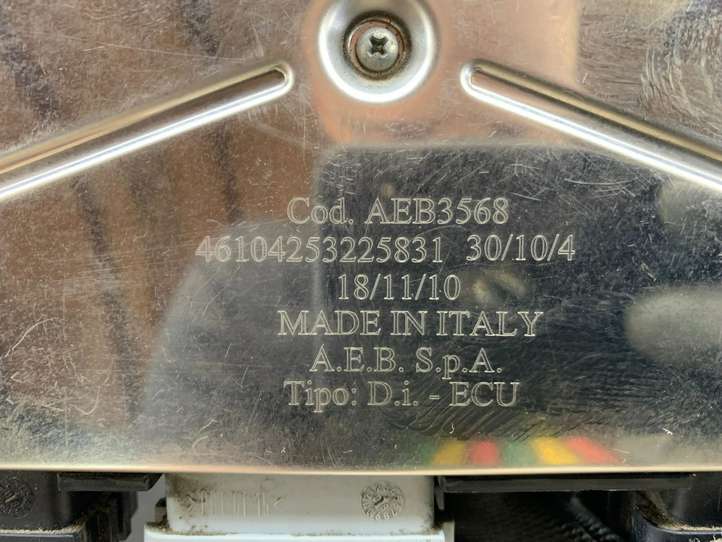 Cod. AEB3568
46104253225831 30/10/4
18/11/10
MADE IN ITALY
A.E.B. S.p.A.
Tipo: D.i. - ECU